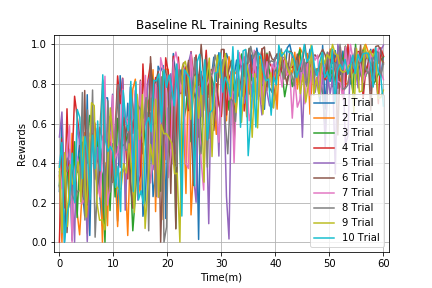 Baseline RL Training Results
Rewards
1.0
0.8
0.6
0.4
0.2
0.0
1 Trial
2 Trial
3 Trial
4 Trial
5 Trial
6 Trial
7 Trial
8 Trial
9 Trial
10 Trial
0 10 20 30 40 50 60
Time(m)